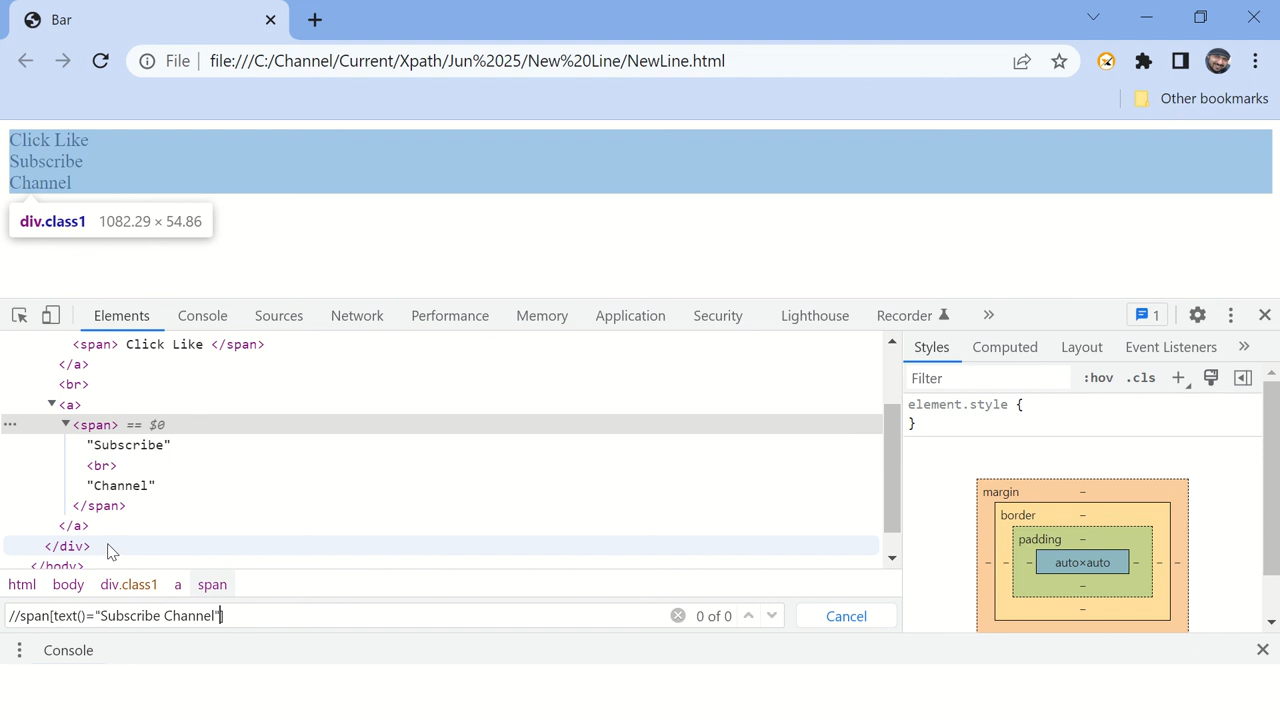 Bar
File
file:///C:/Channel/Current/Xpath/Jun%2025/New%20Line/NewLine.html
Other bookmarks
Click Like
Subscribe
Channel
div.class1 1082.29 × 54.86
Elements Console Sources Network Performance Memory Application Security Lighthouse Recorder » 1
<span> Click Like </span>
</a>
<br>
<a>
<span> == $0
"Subscribe"
<br>
"Channel"
</span>
</a>
</div>
</body>
html body div.class1 a span
//span[text()="Subscribe Channel"] 0 of 0 Cancel
Styles Computed Layout Event Listeners »
Filter :hov .cls
element.style {
}
margin –
border –
padding –
– – – auto×auto – – –
–
–
Console